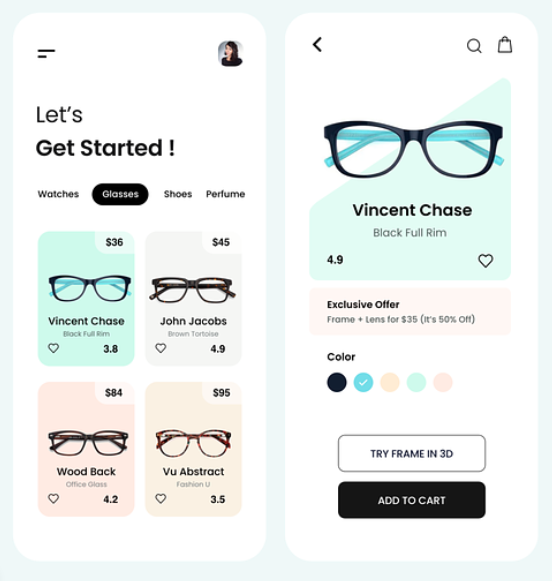 Let's
Get Started !
Watches Glasses Shoes Perfume
$36
Vincent Chase
Black Full Rim
3.8
$45
John Jacobs
Brown Tortoise
4.9
$84
Wood Back
Office Glass
4.2
$95
Vu Abstract
Fashion U
3.5
Vincent Chase
Black Full Rim
4.9
Exclusive Offer
Frame + Lens for $35 (It's 50% Off)
Color
TRY FRAME IN 3D
ADD TO CART